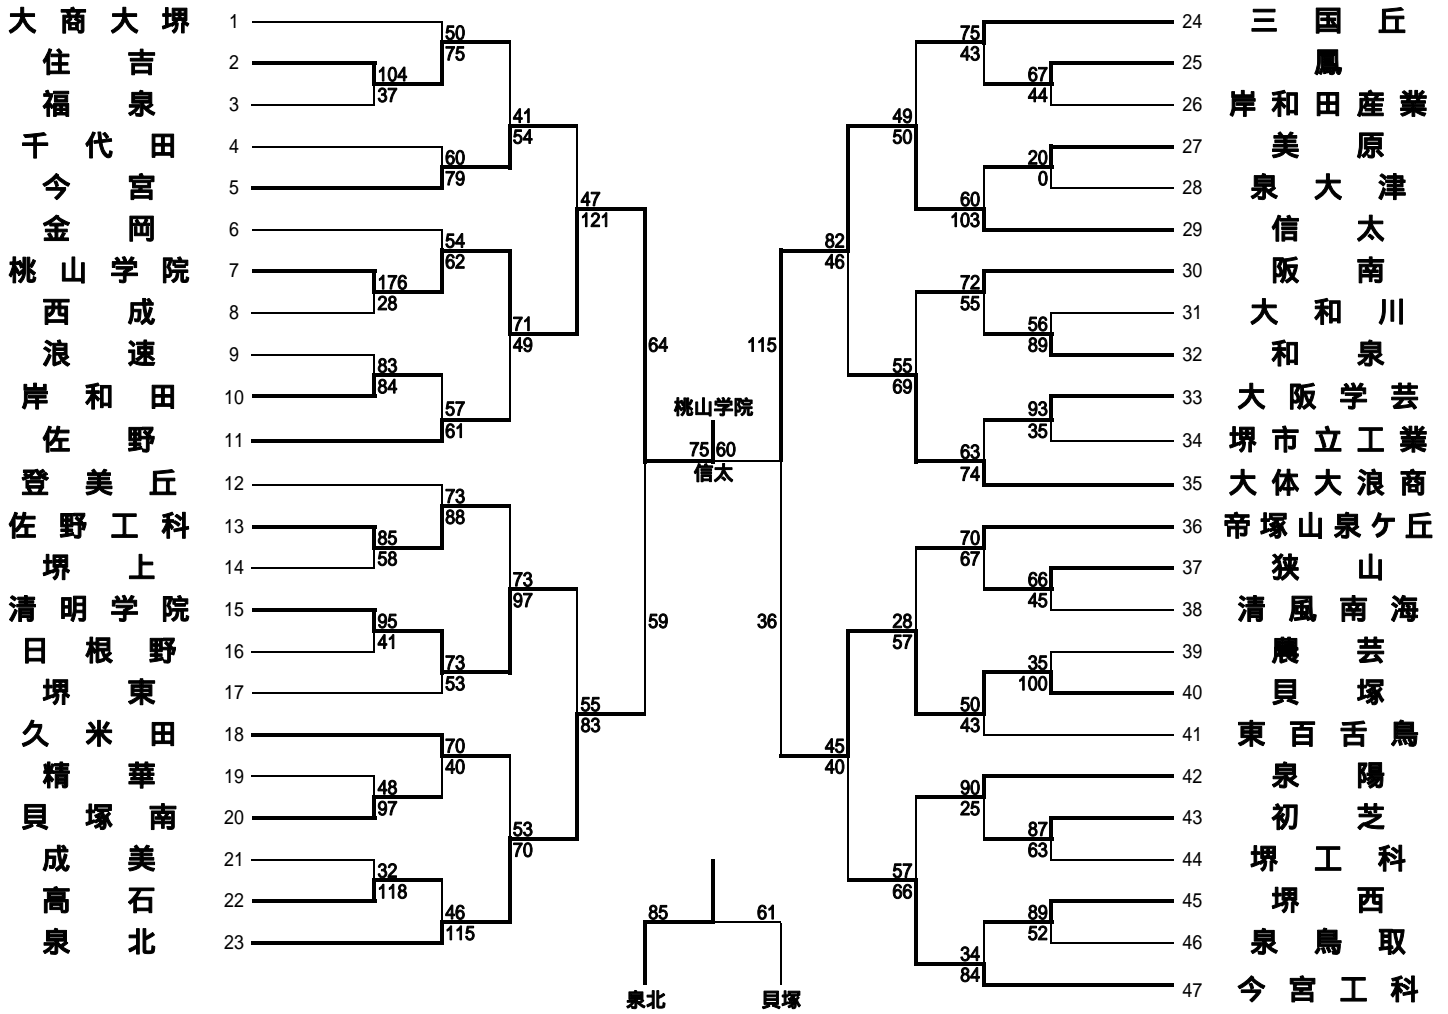 大商大堺 1
住吉 2
福泉 3
千代田 4
今宮 5
金岡 6
桃山学院 7
西成 8
浪速 9
岸和田 10
佐野 11
登美丘 12
佐野工科 13
堺上 14
清明学院 15
日根野 16
堺東 17
久米田 18
精華 19
貝塚南 20
成美 21
高石 22
泉北 23
50
75
104
37
60
79
54
62
176
28
83
84
57
61
73
88
85
58
95
41
73
53
70
40
48
97
32
118
46
115
41
54
71
49
73
97
53
70
47
121
55
83
64
59
桃山学院
75 60
信太
115
36
82
46
45
40
49
50
55
69
28
57
57
66
75
43
67
44
20
0
60
103
72
55
56
89
93
35
63
74
70
67
66
45
35
100
50
43
90
25
87
63
89
52
34
84
24 三国丘
25 鳳
26 岸和田産業
27 美原
28 泉大津
29 信太
30 阪南
31 大和川
32 和泉
33 大阪学芸
34 堺市立工業
35 大体大浪商
36 帝塚山泉ケ丘
37 狭山
38 清風南海
39 農芸
40 貝塚
41 東百舌鳥
42 泉陽
43 初芝
44 堺工科
45 堺西
46 泉鳥取
47 今宮工科
85 61
泉北 貝塚